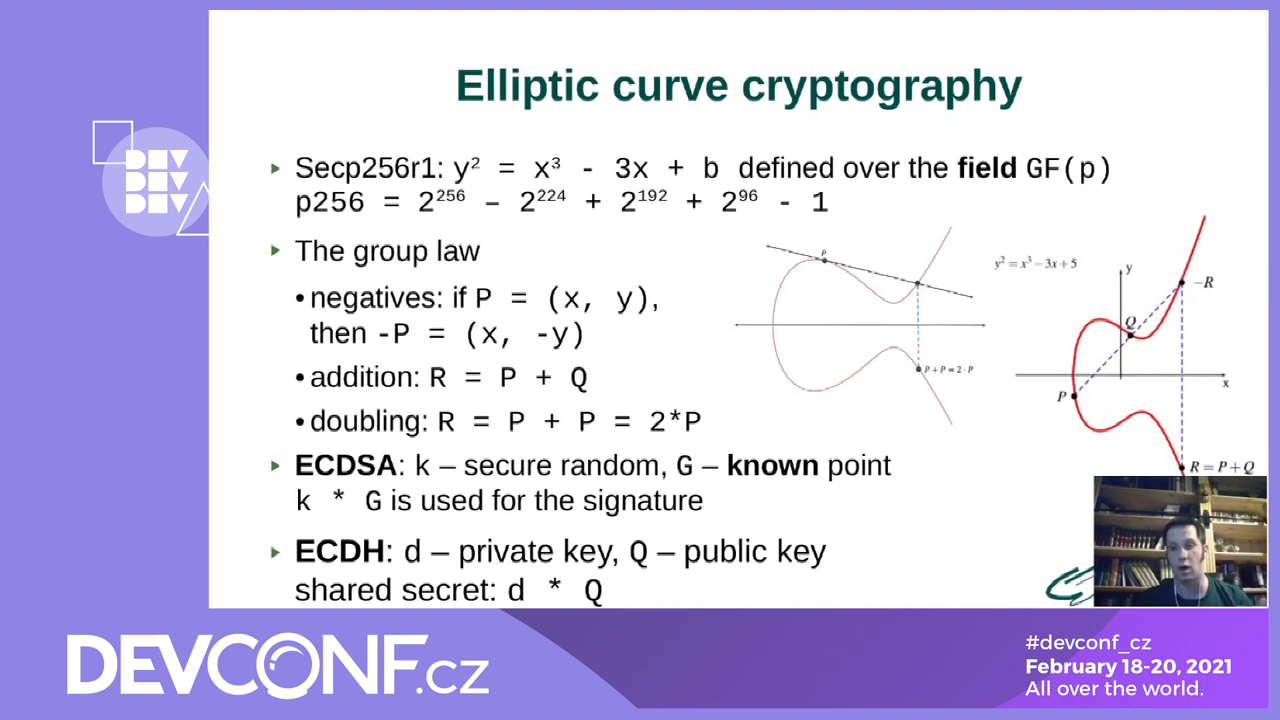 Elliptic curve cryptography
DEV
DEV
DEV
▸ Secp256r1: y² = x³ - 3x + b defined over the field GF(p)
p256 = 2²⁵⁶ – 2²²⁴ + 2¹⁹² + 2⁹⁶ - 1
▸ The group law
• negatives: if P = (x, y),
then -P = (x, -y)
• addition: R = P + Q
• doubling: R = P + P = 2*P
P
P + P = 2 · P
y² = x³ – 3x + 5
y
–R
Q
x
P
R = P + Q
▸ ECDSA: k – secure random, G – known point
k * G is used for the signature
▸ ECDH: d – private key, Q – public key
shared secret: d * Q
DEVCONF.cz
#devconf_cz
February 18-20, 2021
All over the world.